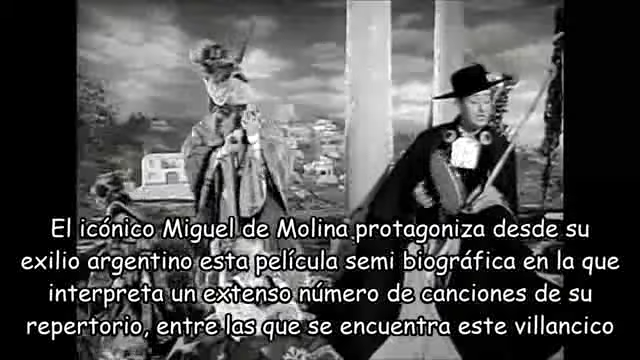 El icónico Miguel de Molina protagoniza desde su
exilio argentino esta película semi biográfica en la que
interpreta un extenso número de canciones de su
repertorio, entre las que se encuentra este villancico